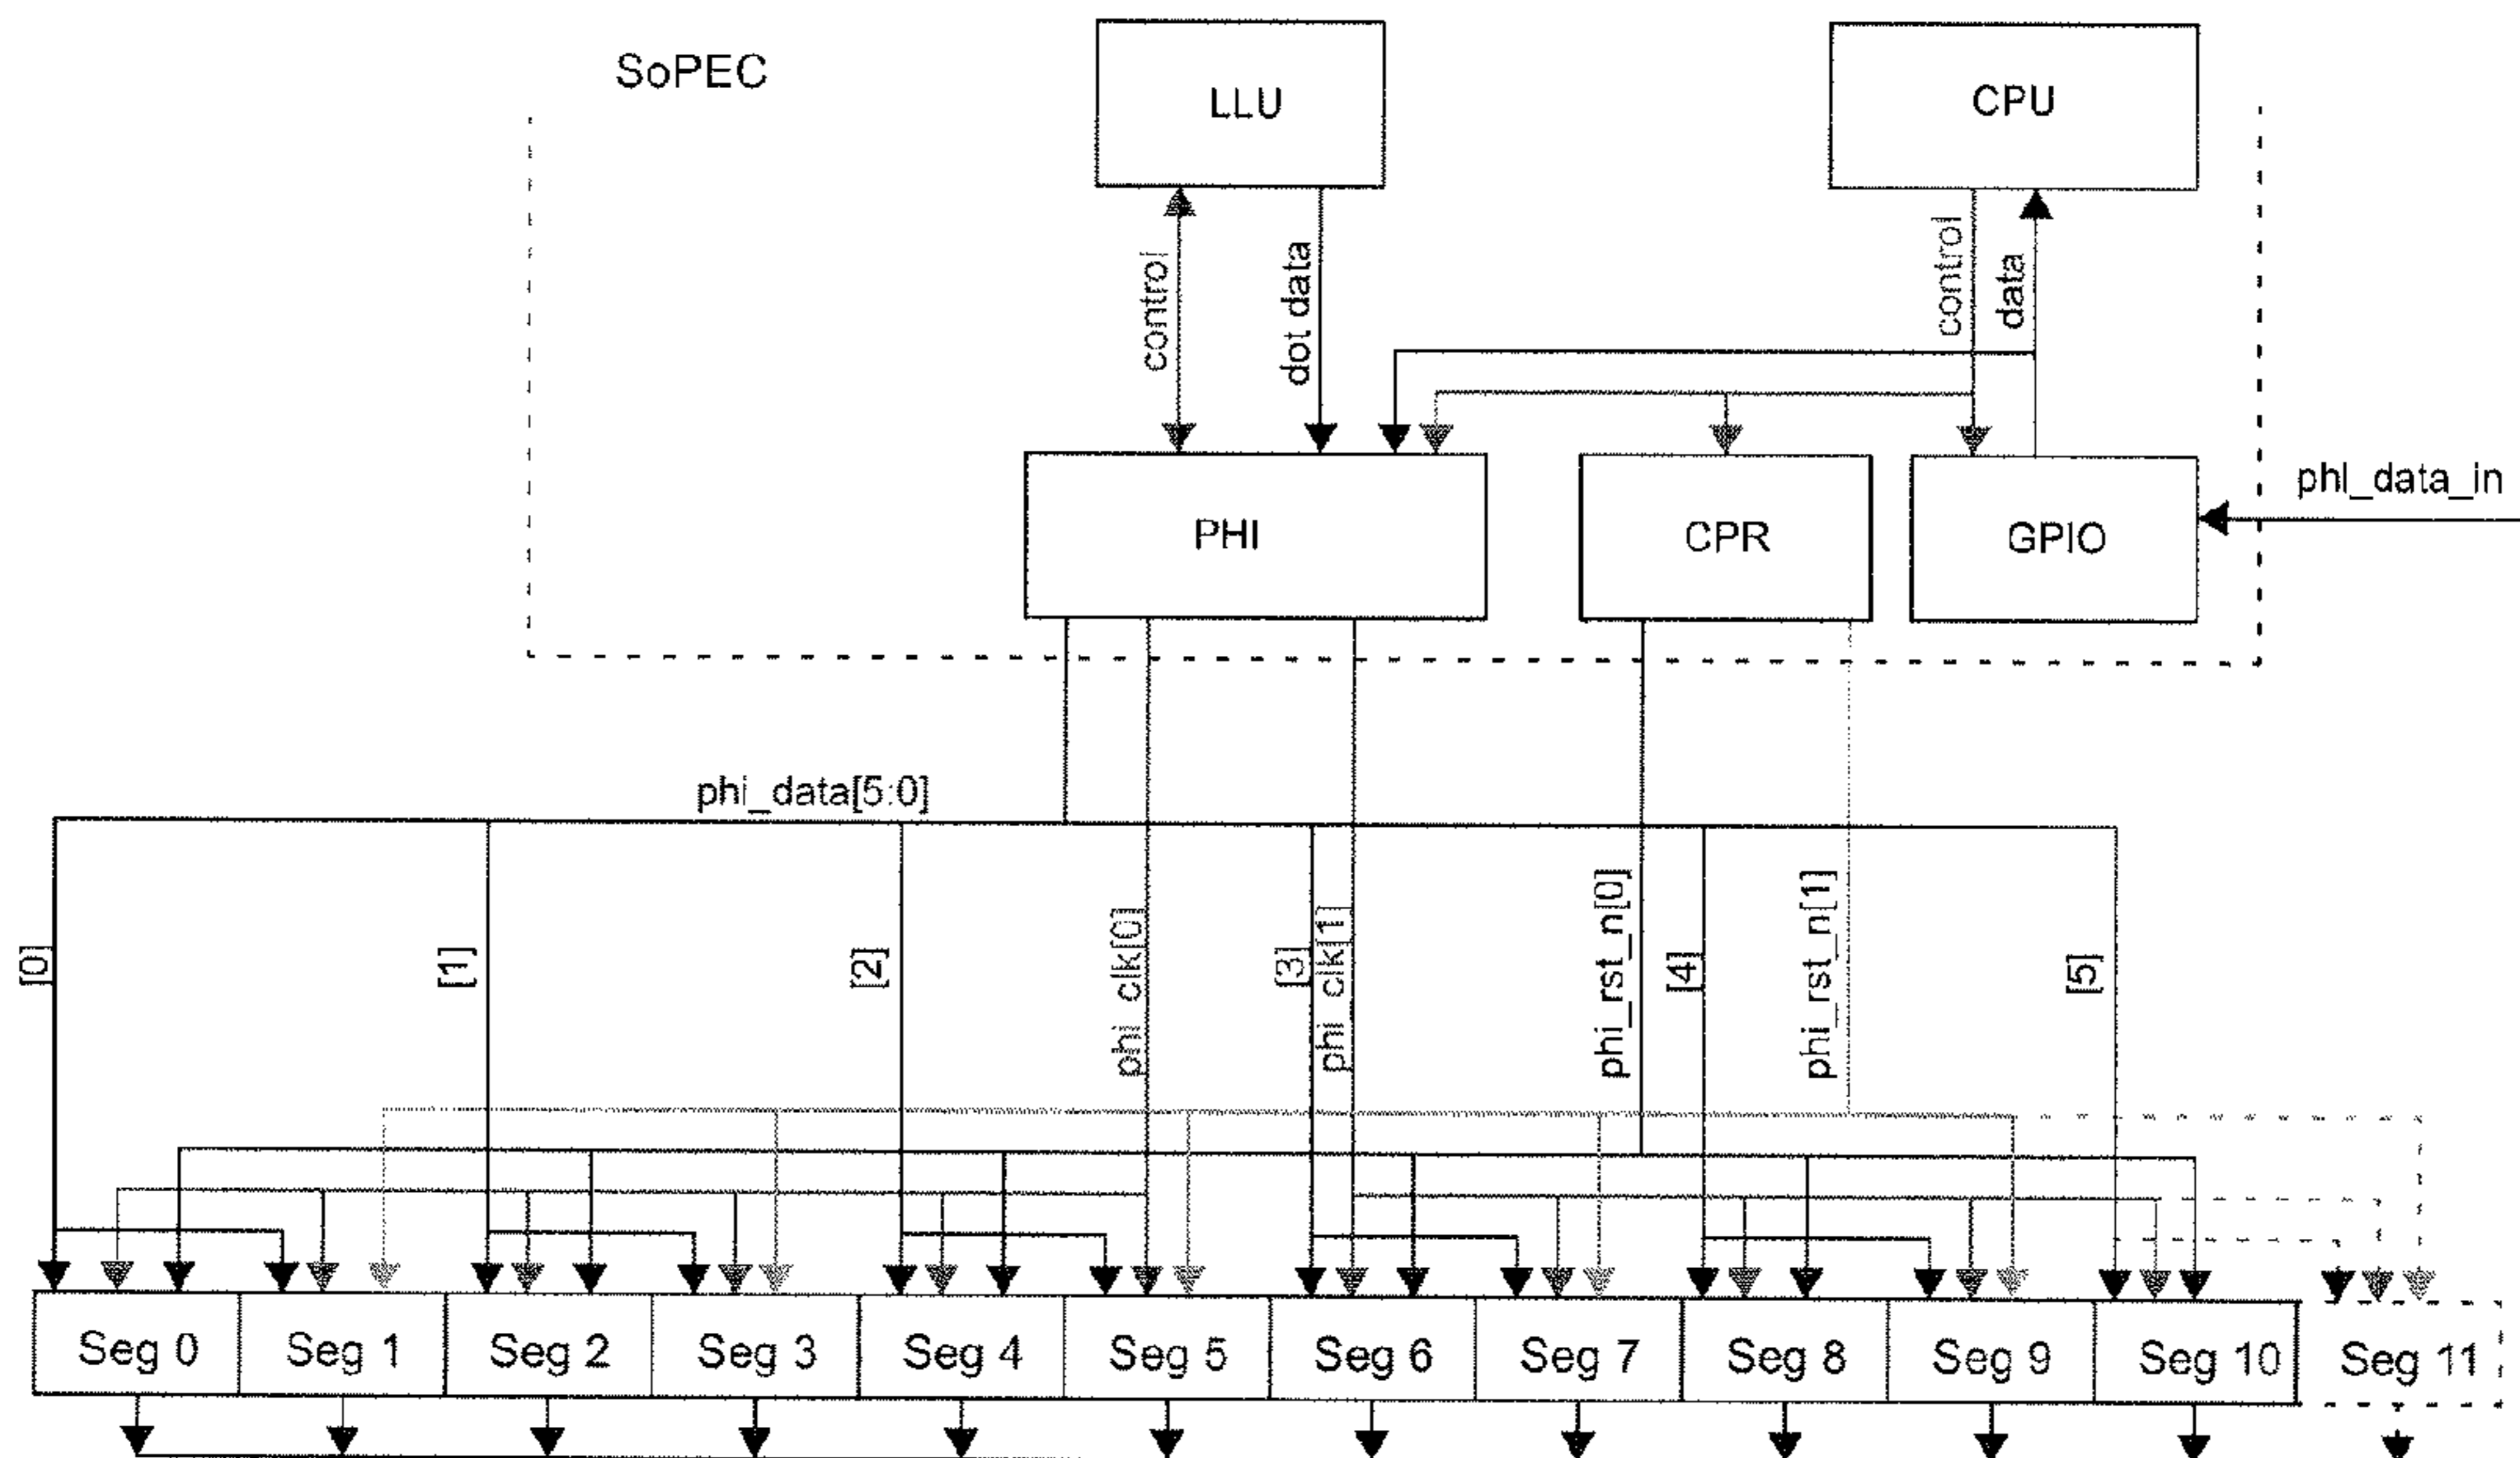 SoPEC
LLU
CPU
control
dot data
control
data
PHI
CPR
GPIO
phl_data_in
phi_data[5:0]
[0]
[1]
[2]
phi_clk[0]
[3]
phi_clk[1]
phi_rst_n[0]
[4]
phi_rst_n[1]
[5]
Seg 0
Seg 1
Seg 2
Seg 3
Seg 4
Seg 5
Seg 6
Seg 7
Seg 8
Seg 9
Seg 10
Seg 11